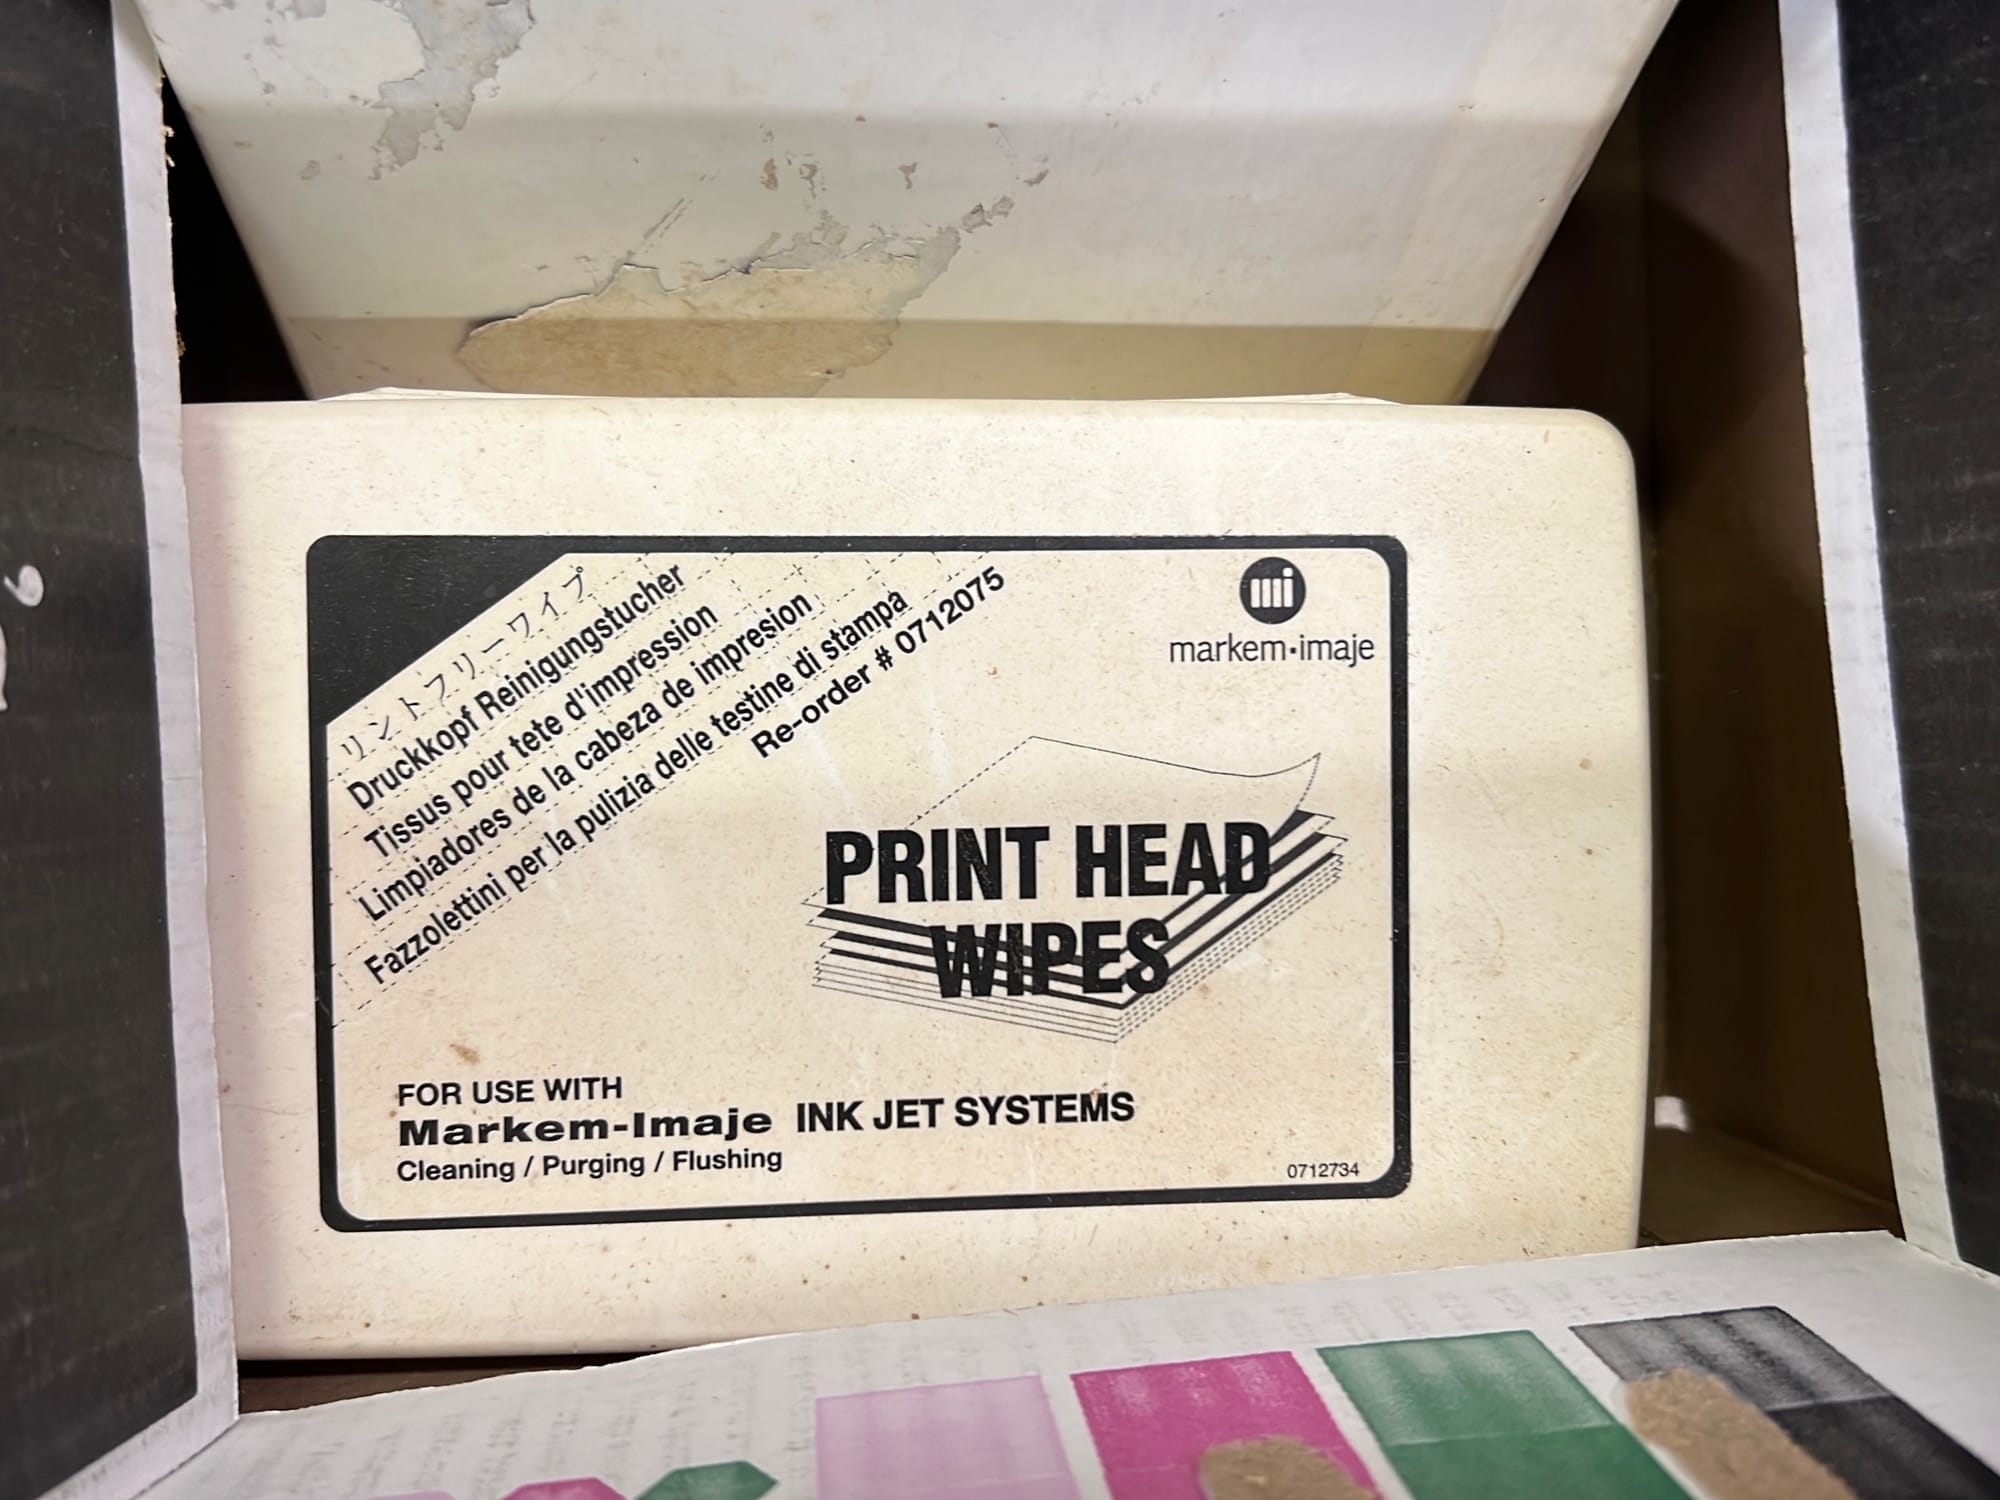 リントフリーワイプ
Druckkopf Reinigungstucher
Tissus pour tete d'impression
Limpiadores de la cabeza de impresion
Fazzolettini per la pulizia delle testine di stampa
Re-order # 0712075
mi
markem·imaje
PRINT HEAD
WIPES
FOR USE WITH
Markem-Imaje INK JET SYSTEMS
Cleaning / Purging / Flushing
0712734